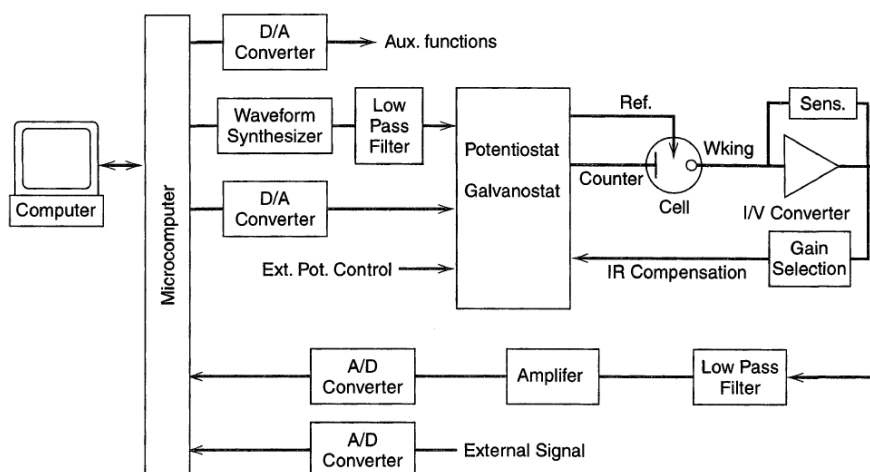 D/A
Converter
Aux. functions
Waveform
Synthesizer
Low
Pass
Filter
Ref.
Sens.
Potentiostat
Wking
Computer
Microcomputer
D/A
Converter
Galvanostat
Counter
Cell
I/V Converter
Ext. Pot. Control
IR Compensation
Gain
Selection
A/D
Converter
Amplifer
Low Pass
Filter
A/D
Converter
External Signal